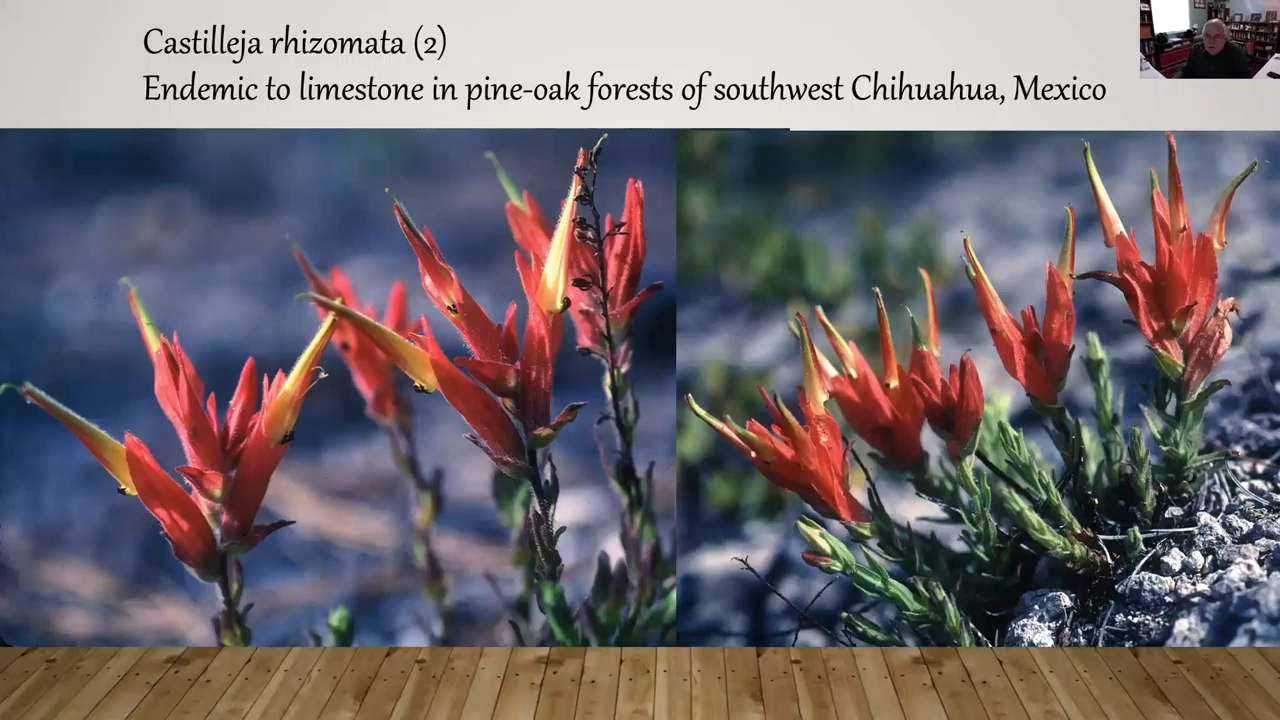 Castilleja rhizomata (2)
Endemic to limestone in pine-oak forests of southwest Chihuahua, Mexico